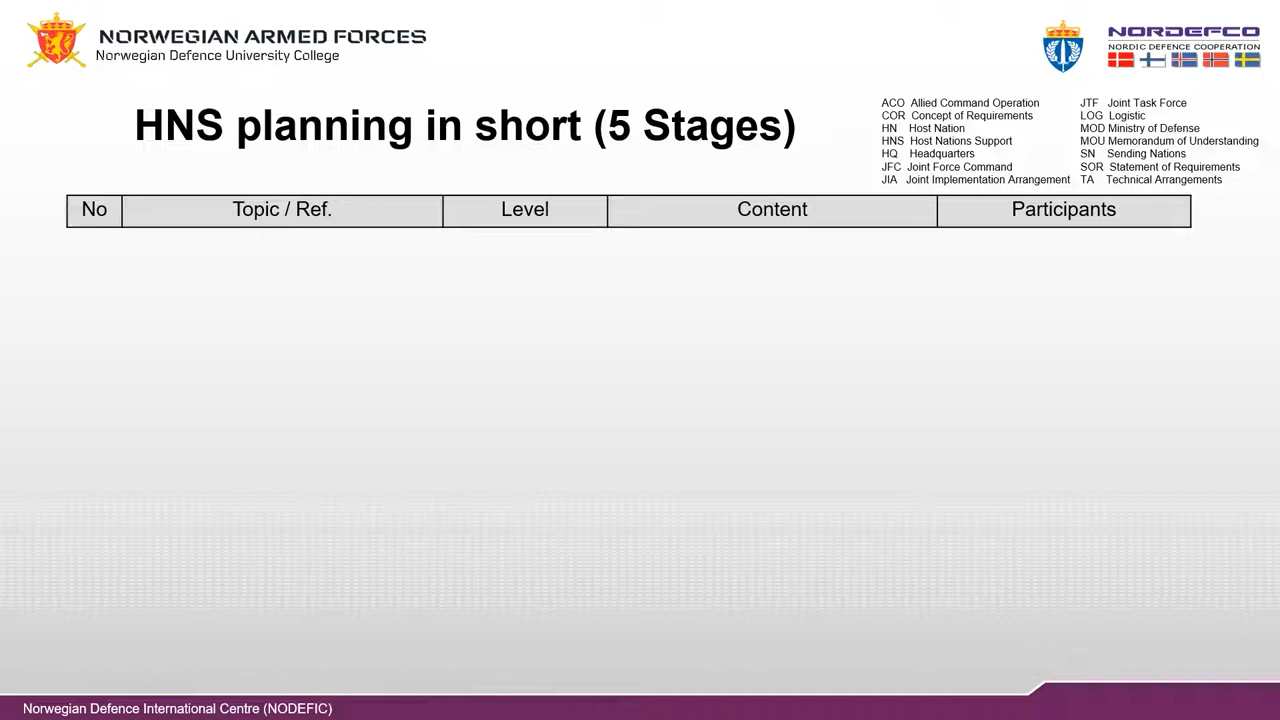 NORWEGIAN ARMED FORCES
Norwegian Defence University College
NORDEFCO
NORDIC DEFENCE COOPERATION
HNS planning in short (5 Stages)
ACO Allied Command Operation
COR Concept of Requirements
HN Host Nation
HNS Host Nations Support
HQ Headquarters
JFC Joint Force Command
JIA Joint Implementation Arrangement
JTF Joint Task Force
LOG Logistic
MOD Ministry of Defense
MOU Memorandum of Understanding
SN Sending Nations
SOR Statement of Requirements
TA Technical Arrangements
No Topic / Ref. Level Content Participants
Norwegian Defence International Centre (NODEFIC)